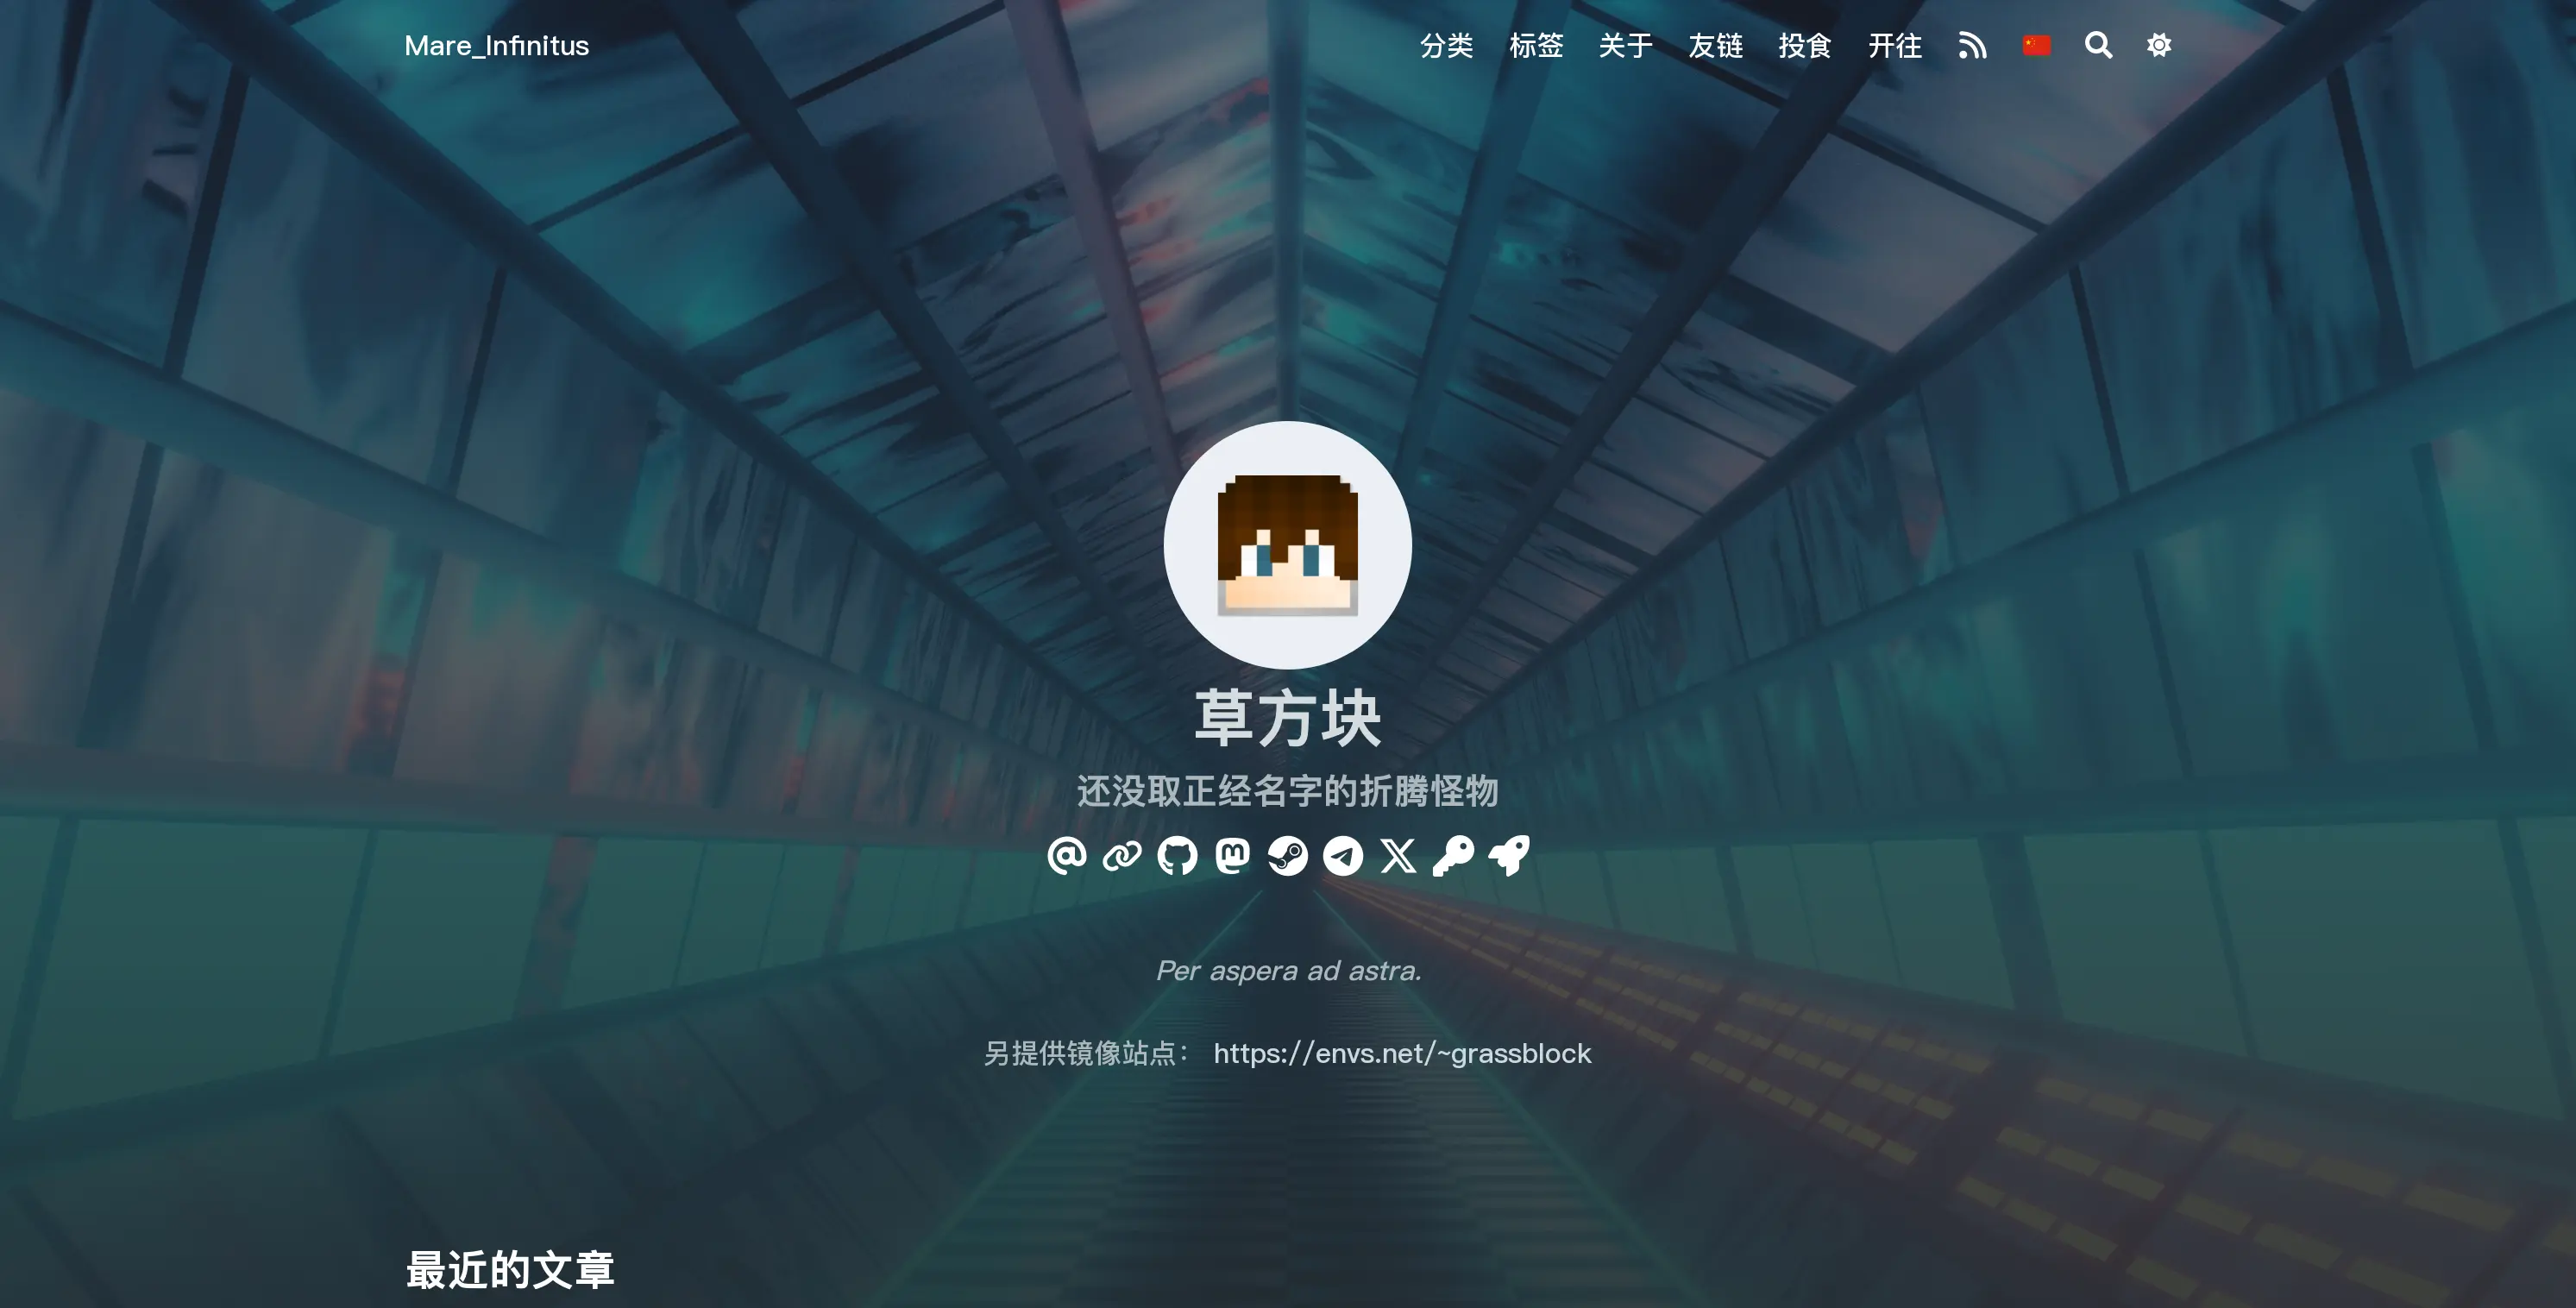 Mare_Infinitus
分类 标签 关于 友链 投食 开往
草方块
还没取正经名字的折腾怪物
Per aspera ad astra.
另提供镜像站点： https://envs.net/~grassblock
最近的文章